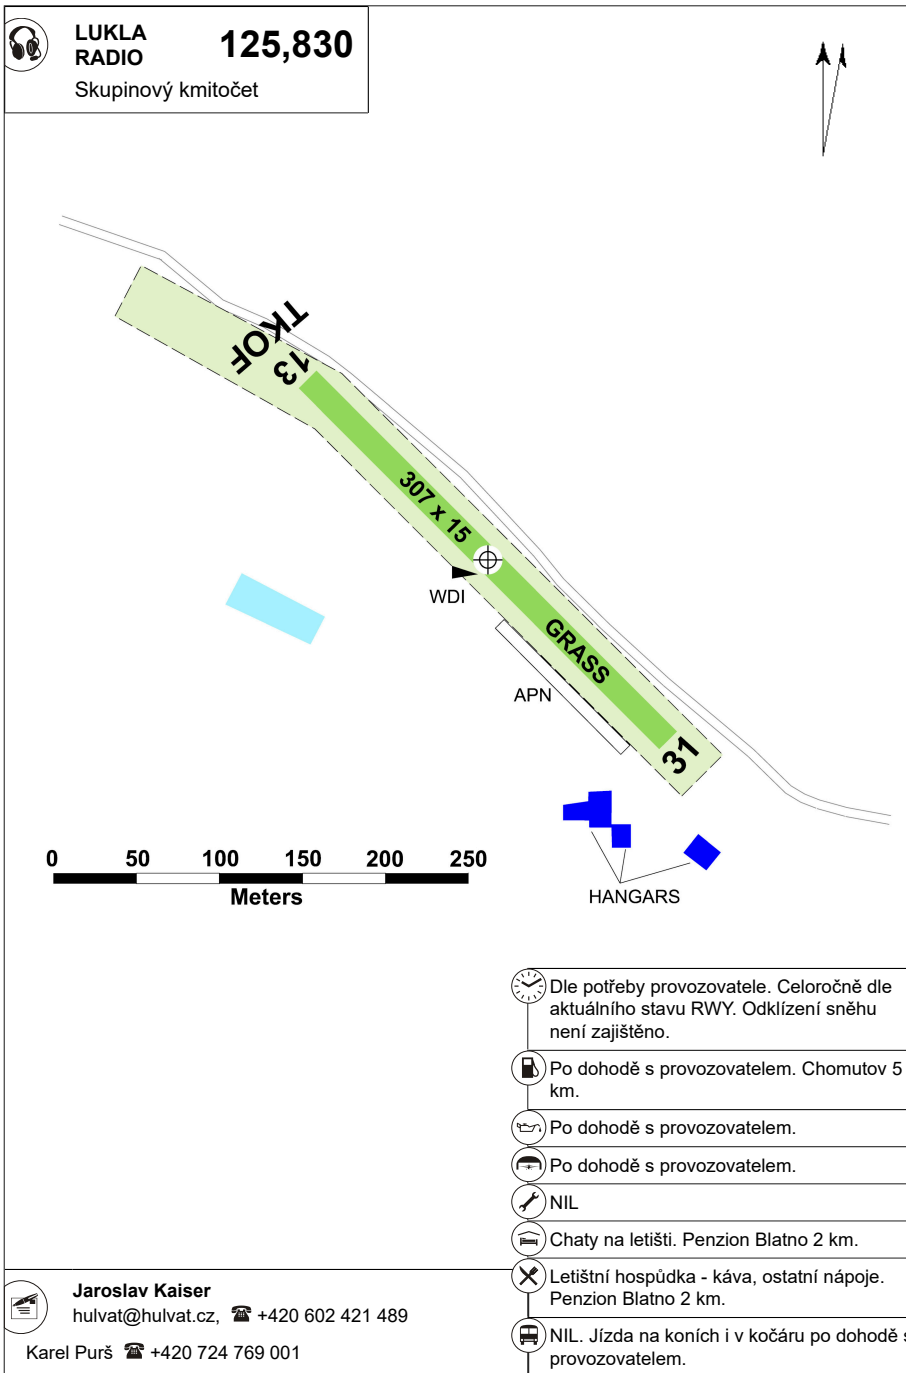 LUKLA
RADIO
125,830
Skupinový kmitočet
TKOF
13
307 x 15
WDI
GRASS
APN
31
0 50 100 150 200 250
Meters
HANGARS
Dle potřeby provozovatele. Celoročně dle
aktuálního stavu RWY. Odklízení sněhu
není zajištěno.
Po dohodě s provozovatelem. Chomutov 5
km.
Po dohodě s provozovatelem.
Po dohodě s provozovatelem.
NIL
Chaty na letišti. Penzion Blatno 2 km.
Letištní hospůdka - káva, ostatní nápoje.
Penzion Blatno 2 km.
NIL. Jízda na koních i v kočáru po dohodě s
provozovatelem.
Jaroslav Kaiser
hulvat@hulvat.cz, ☎ +420 602 421 489
Karel Purš ☎ +420 724 769 001